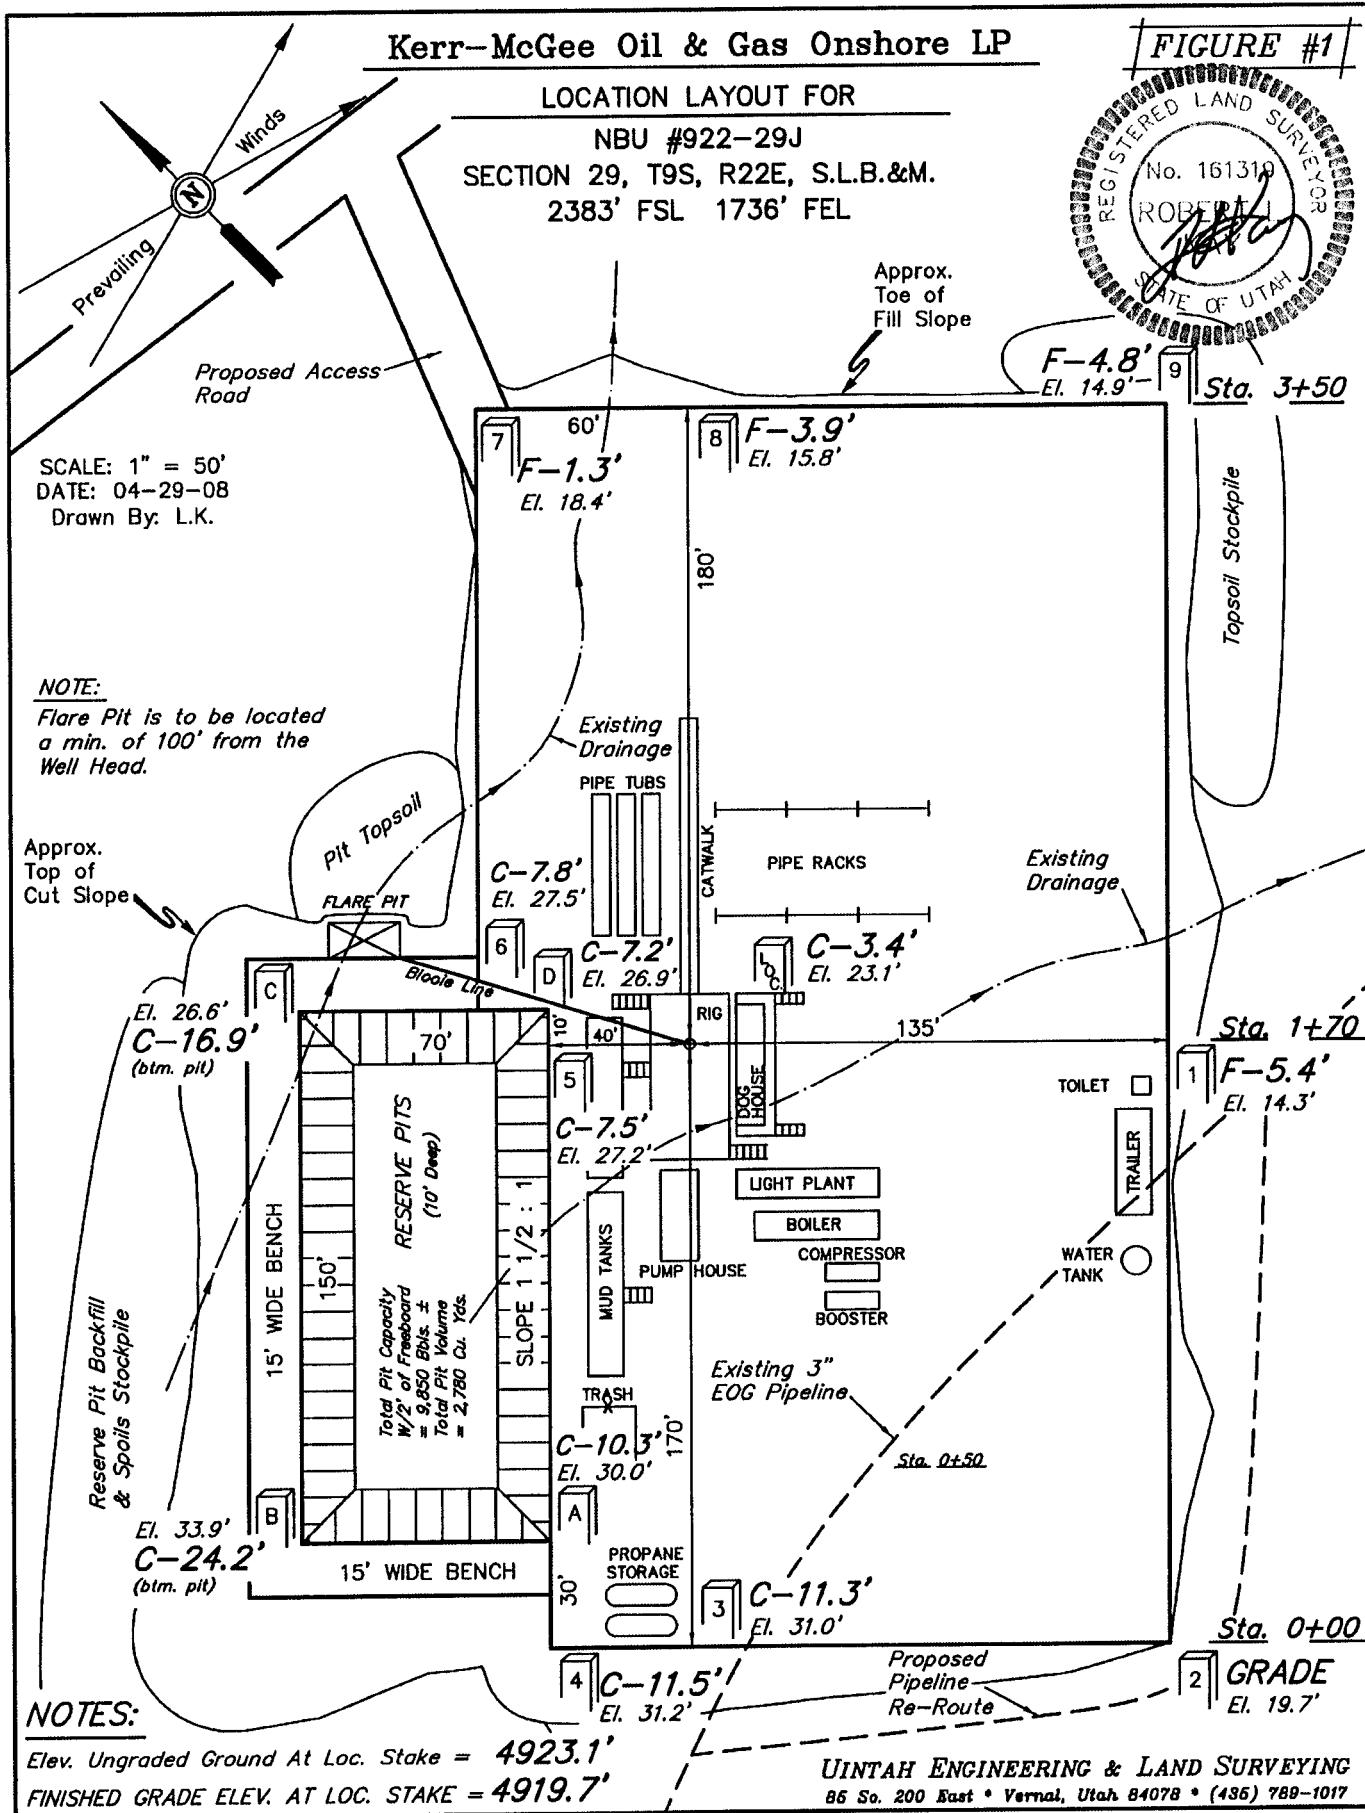 Kerr-McGee Oil & Gas Onshore LP
FIGURE #1
LOCATION LAYOUT FOR
NBU #922-29J
SECTION 29, T9S, R22E, S.L.B.&M.
2383' FSL 1736' FEL
REGISTERED LAND SURVEYOR
No. 161319
STATE OF UTAH
Winds
N
Prevailing
Approx.
Toe of
Fill Slope
Proposed Access
Road
F-4.8'
El. 14.9'
9
Sta. 3+50
SCALE: 1" = 50'
DATE: 04-29-08
Drawn By: L.K.
7
60'
F-1.3'
El. 18.4'
8
F-3.9'
El. 15.8'
180'
Topsoil Stockpile
NOTE:
Flare Pit is to be located
a min. of 100' from the
Well Head.
Existing
Drainage
PIPE TUBS
CATWALK
PIPE RACKS
Pit Topsoil
Approx.
Top of
Cut Slope
FLARE PIT
C-7.8'
El. 27.5'
6
Existing
Drainage
D
C-7.2'
El. 26.9'
LOC.
C-3.4'
El. 23.1'
Blooie Line
C
El. 26.6'
C-16.9'
(btm. pit)
RIG
70'
10'
40'
135'
Sta. 1+70
1
F-5.4'
El. 14.3'
TOILET
5
DOG
HOUSE
C-7.5'
El. 27.2'
TRAILER
RESERVE PITS
(10' Deep)
LIGHT PLANT
BOILER
COMPRESSOR
BOOSTER
PUMP HOUSE
MUD TANKS
WATER
TANK
15' WIDE BENCH
150'
SLOPE 1 1/2 : 1
Total Pit Capacity
W/2' of Freeboard
= 9,850 Bbls. ±
Total Pit Volume
= 2,780 Cu. Yds.
Reserve Pit Backfill
& Spoils Stockpile
Existing 3"
EOG Pipeline
TRASH
C-10.3'
El. 30.0'
170'
Sta. 0+50
B
A
El. 33.9'
C-24.2'
(btm. pit)
15' WIDE BENCH
30'
PROPANE
STORAGE
3
C-11.3'
El. 31.0'
Sta. 0+00
4
C-11.5'
El. 31.2'
Proposed
Pipeline
Re-Route
2
GRADE
El. 19.7'
NOTES:
Elev. Ungraded Ground At Loc. Stake = 4923.1'
FINISHED GRADE ELEV. AT LOC. STAKE = 4919.7'
UINTAH ENGINEERING & LAND SURVEYING
85 So. 200 East * Vernal, Utah 84078 * (435) 789-1017